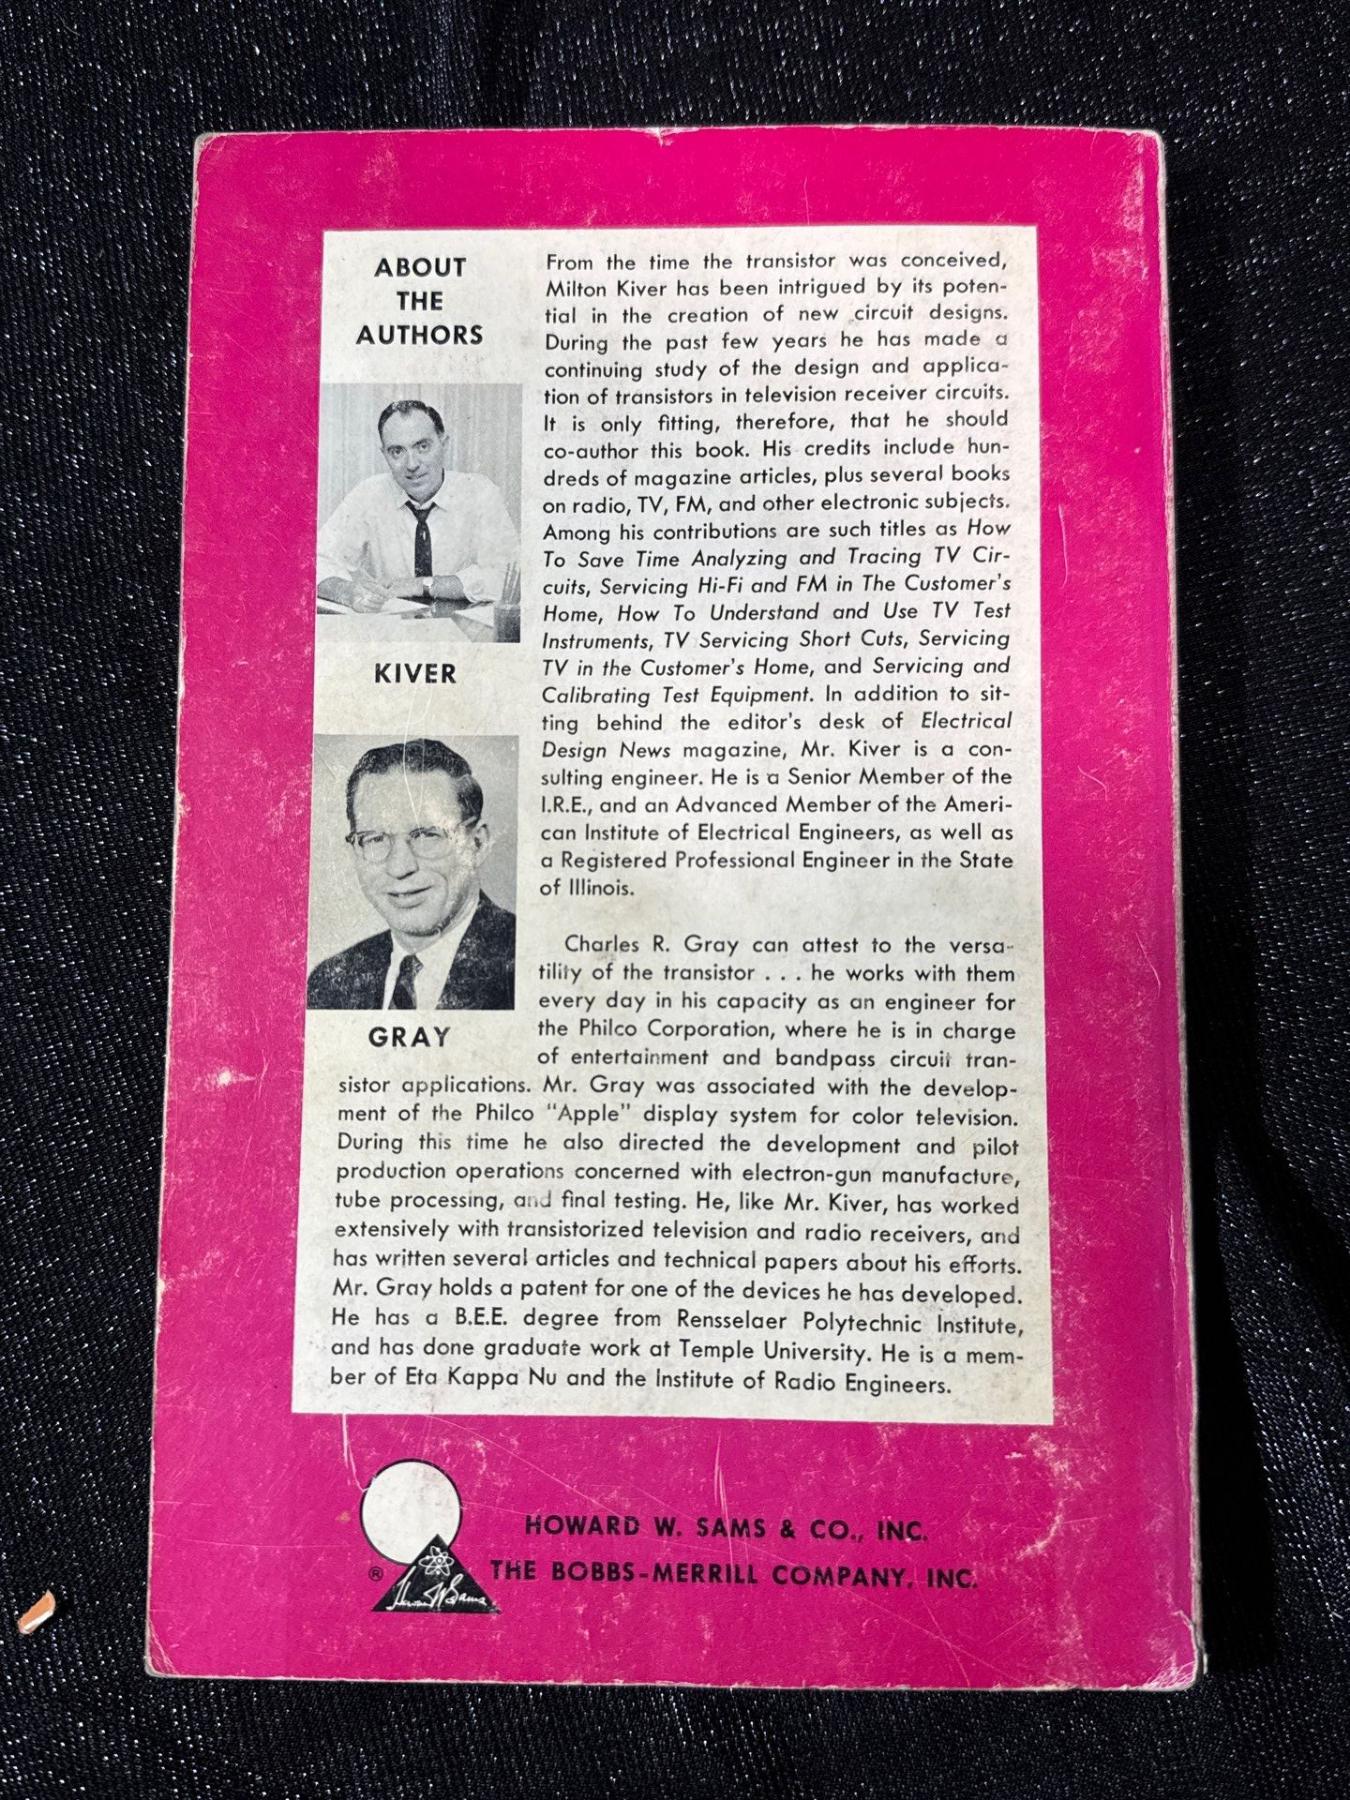 ABOUT
THE
AUTHORS
KIVER
From the time the transistor was conceived,
Milton Kiver has been intrigued by its poten-
tial in the creation of new circuit designs.
During the past few years he has made a
continuing study of the design and applica-
tion of transistors in television receiver circuits.
It is only fitting, therefore, that he should
co-author this book. His credits include hun-
dreds of magazine articles, plus several books
on radio, TV, FM, and other electronic subjects.
Among his contributions are such titles as How
To Save Time Analyzing and Tracing TV Cir-
cuits, Servicing Hi-Fi and FM in The Customer's
Home, How To Understand and Use TV Test
Instruments, TV Servicing Short Cuts, Servicing
TV in the Customer's Home, and Servicing and
Calibrating Test Equipment. In addition to sit-
ting behind the editor's desk of Electrical
Design News magazine, Mr. Kiver is a con-
sulting engineer. He is a Senior Member of the
I.R.E., and an Advanced Member of the Ameri-
can Institute of Electrical Engineers, as well as
a Registered Professional Engineer in the State
of Illinois.
GRAY
Charles R. Gray can attest to the versa-
tility of the transistor . . . he works with them
every day in his capacity as an engineer for
the Philco Corporation, where he is in charge
of entertainment and bandpass circuit tran-
sistor applications. Mr. Gray was associated with the develop-
ment of the Philco "Apple" display system for color television.
During this time he also directed the development and pilot
production operations concerned with electron-gun manufacture,
tube processing, and final testing. He, like Mr. Kiver, has worked
extensively with transistorized television and radio receivers, and
has written several articles and technical papers about his efforts.
Mr. Gray holds a patent for one of the devices he has developed.
He has a B.E.E. degree from Rensselaer Polytechnic Institute,
and has done graduate work at Temple University. He is a mem-
ber of Eta Kappa Nu and the Institute of Radio Engineers.
HOWARD W. SAMS & CO., INC.
THE BOBBS-MERRILL COMPANY, INC.
®
Howard W. Sams